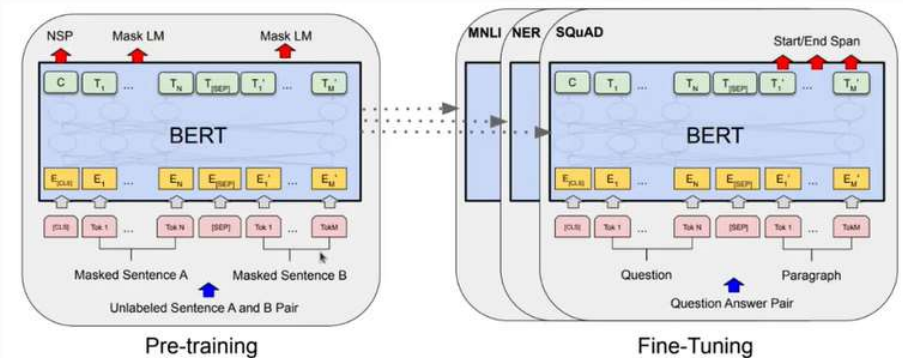 NSP Mask LM Mask LM
C T1 ... TN T[SEP] T1' ... TM'
BERT
E[CLS] E1 ... EN E[SEP] E1' ... EM'
[CLS] Tok 1 ... Tok N [SEP] Tok 1 ... TokM
Masked Sentence A Masked Sentence B
Unlabeled Sentence A and B Pair
Pre-training
MNLI NER SQuAD
Start/End Span
C T1 ... TN T[SEP] T1' ... TM'
BERT
E[CLS] E1 ... EN E[SEP] E1' ... EM'
[CLS] Tok 1 ... Tok N [SEP] Tok 1 ... TokM
Question Paragraph
Question Answer Pair
Fine-Tuning